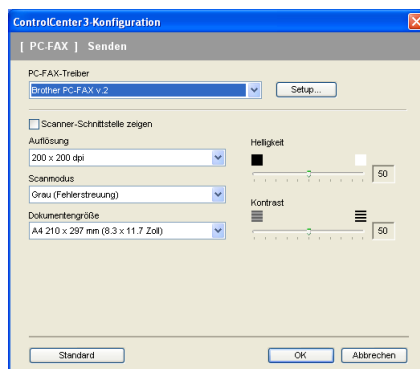 ControlCenter3-Konfiguration
[ PC-FAX ] Senden
PC-FAX-Treiber
Brother PC-FAX v.2
Setup...
Scanner-Schnittstelle zeigen
Auflösung
200 x 200 dpi
Helligkeit
50
Scanmodus
Grau (Fehlerstreuung)
Kontrast
Dokumentengröße
A4 210 x 297 mm (8.3 x 11.7 Zoll)
50
Standard
OK
Abbrechen